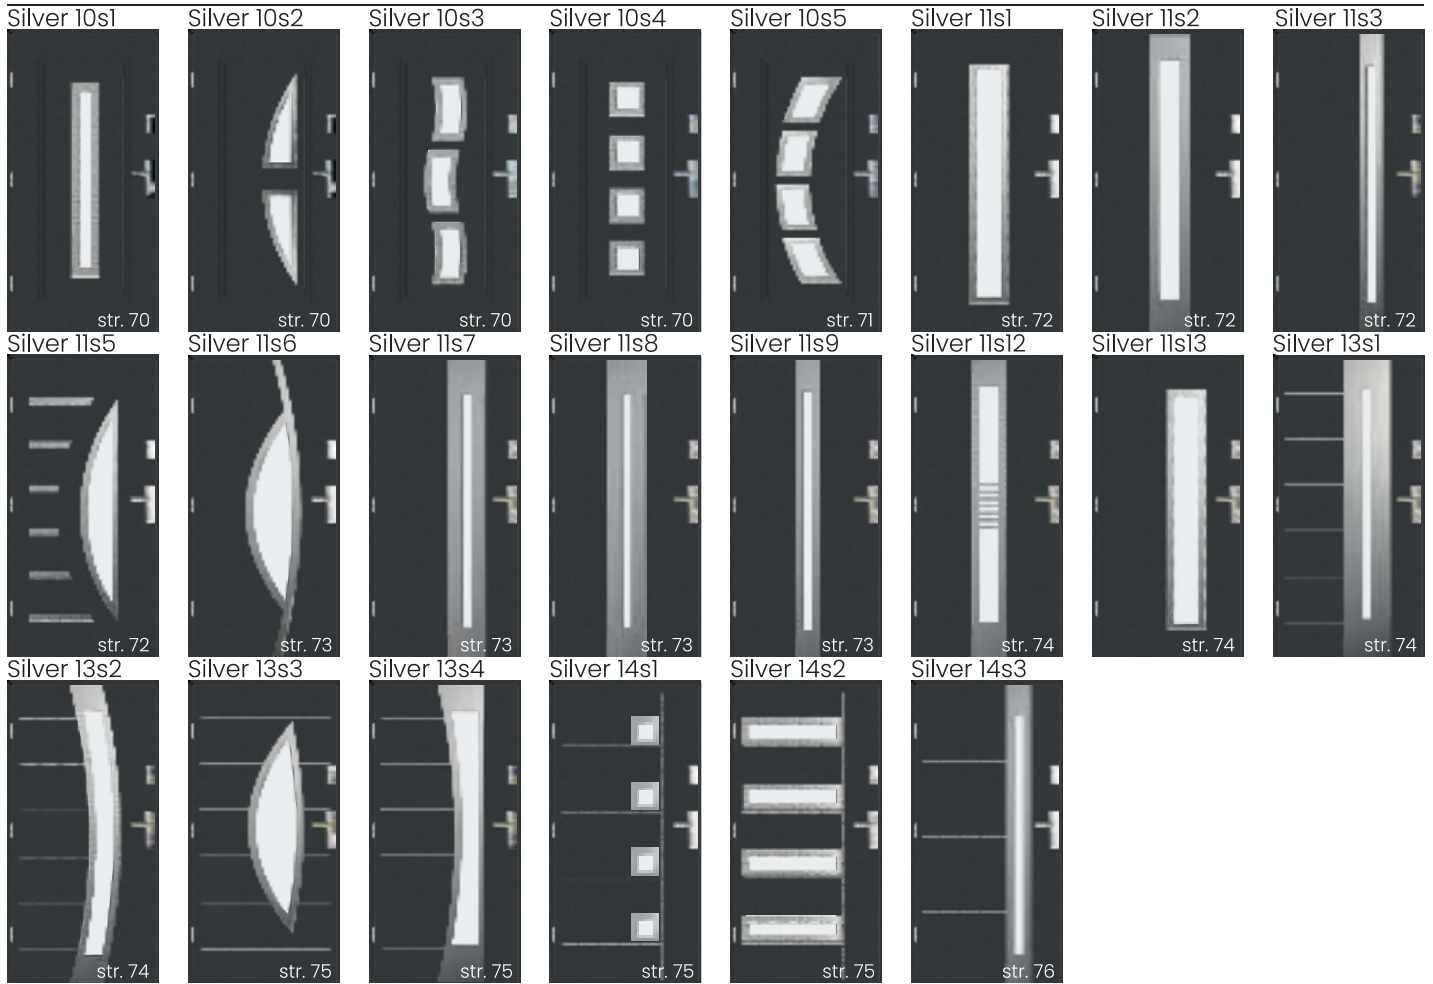 Silver 10s1 Silver 10s2 Silver 10s3 Silver 10s4 Silver 10s5 Silver 11s1 Silver 11s2 Silver 11s3
str. 70 str. 70 str. 70 str. 70 str. 71 str. 72 str. 72 str. 72
Silver 11s5 Silver 11s6 Silver 11s7 Silver 11s8 Silver 11s9 Silver 11s12 Silver 11s13 Silver 13s1
str. 72 str. 73 str. 73 str. 73 str. 73 str. 74 str. 74 str. 74
Silver 13s2 Silver 13s3 Silver 13s4 Silver 14s1 Silver 14s2 Silver 14s3
str. 74 str. 75 str. 75 str. 75 str. 75 str. 76